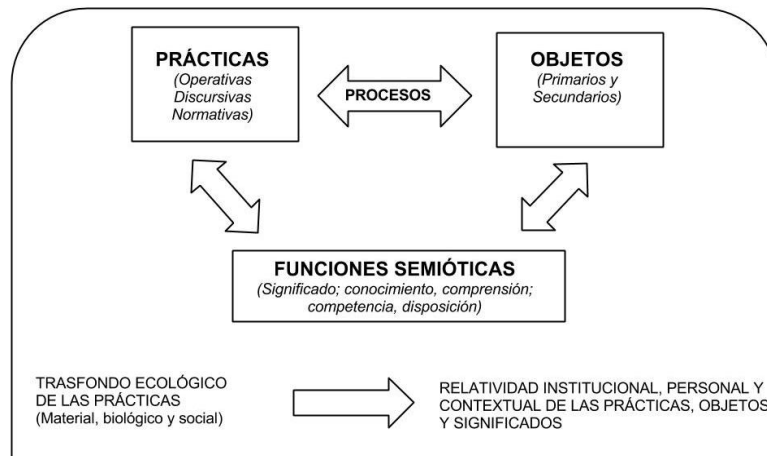 PRÁCTICAS
(Operativas
Discursivas
Normativas)
PROCESOS
OBJETOS
(Primarios y
Secundarios)
FUNCIONES SEMIÓTICAS
(Significado; conocimiento, comprensión;
competencia, disposición)
TRASFONDO ECOLÓGICO
DE LAS PRÁCTICAS
(Material, biológico y social)
RELATIVIDAD INSTITUCIONAL, PERSONAL Y
CONTEXTUAL DE LAS PRÁCTICAS, OBJETOS
Y SIGNIFICADOS